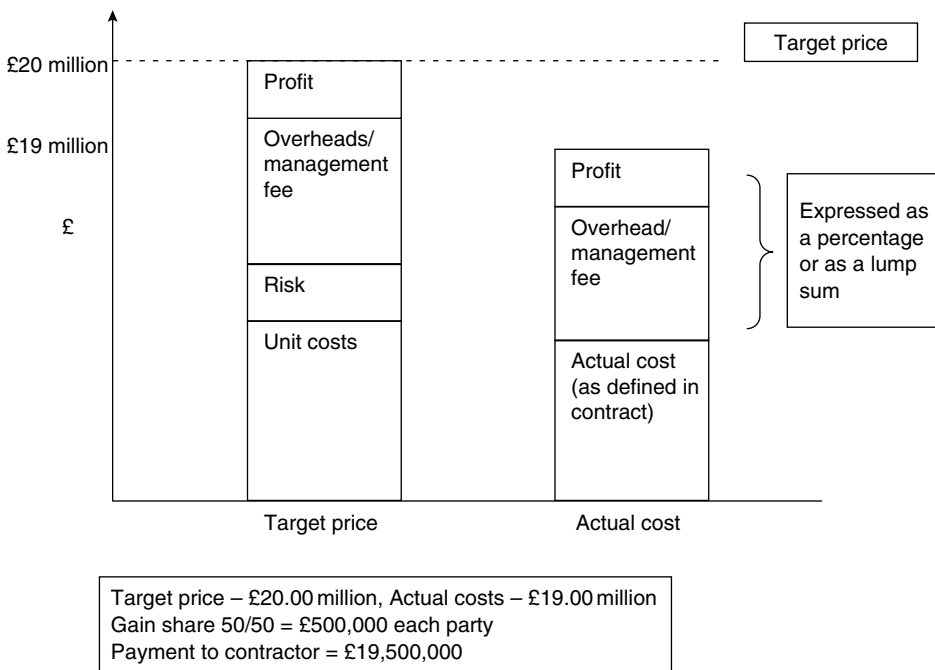 Target price
£20 million
Profit
Overheads/
management
fee
£19 million
Profit
£
Overhead/
management
fee
Expressed as
a percentage
or as a lump
sum
Risk
Unit costs
Actual cost
(as defined in
contract)
Target price
Actual cost
Target price – £20.00 million, Actual costs – £19.00 million
Gain share 50/50 = £500,000 each party
Payment to contractor = £19,500,000